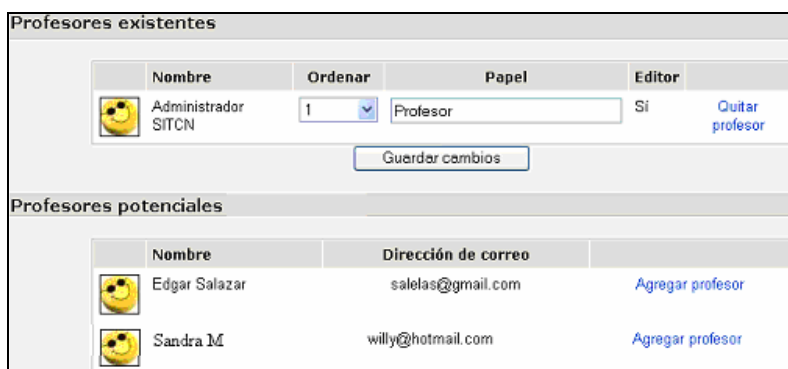 Profesores existentes
Nombre Ordenar Papel Editor
Administrador SITCN 1 Profesor Sí Quitar profesor
Guardar cambios
Profesores potenciales
Nombre Dirección de correo
Edgar Salazar salelas@gmail.com Agregar profesor
Sandra M willy@hotmail.com Agregar profesor